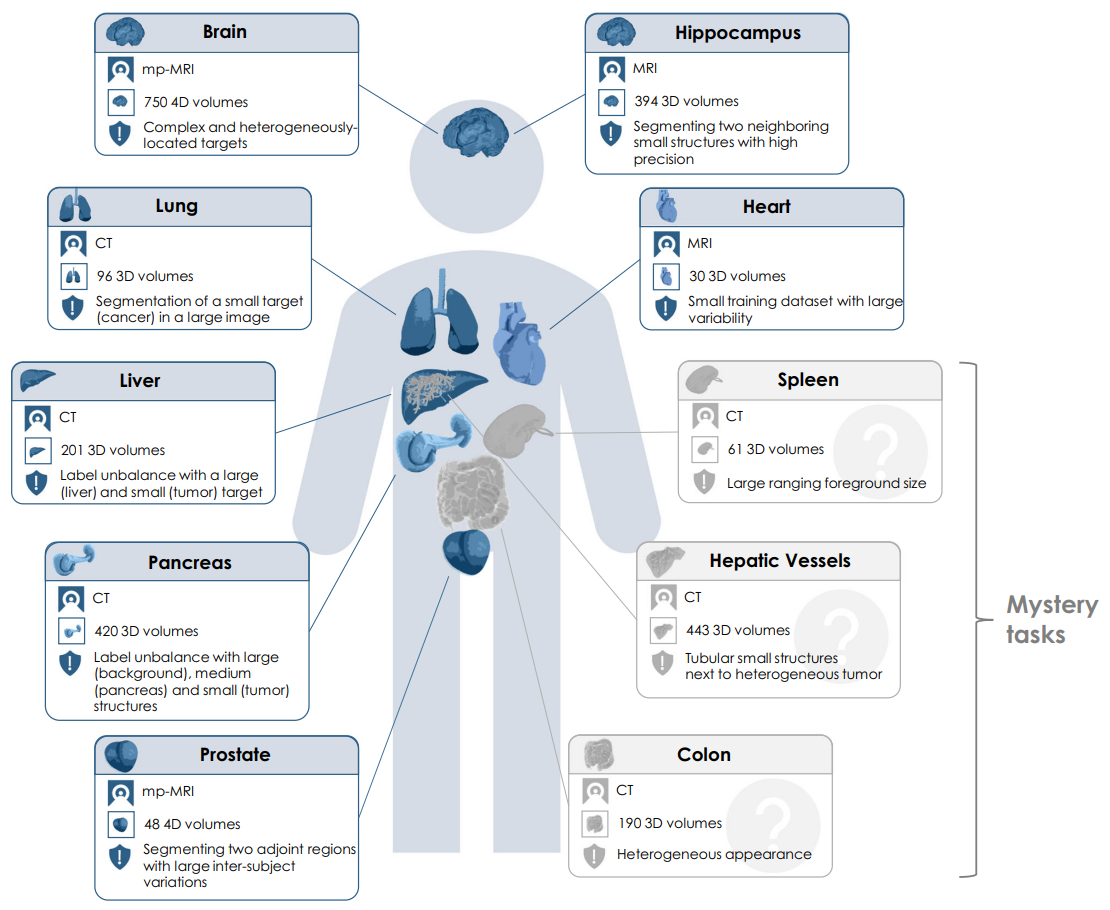 Brain
mp-MRI
750 4D volumes
Complex and heterogeneously-
located targets
Hippocampus
MRI
394 3D volumes
Segmenting two neighboring
small structures with high
precision
Lung
CT
96 3D volumes
Segmentation of a small target
(cancer) in a large image
Heart
MRI
30 3D volumes
Small training dataset with large
variability
Liver
CT
201 3D volumes
Label unbalance with a large
(liver) and small (tumor) target
Spleen
CT
61 3D volumes
Large ranging foreground size
?
Pancreas
CT
420 3D volumes
Label unbalance with large
(background), medium
(pancreas) and small (tumor)
structures
Hepatic Vessels
CT
443 3D volumes
Tubular small structures
next to heterogeneous tumor
?
Mystery
tasks
Prostate
mp-MRI
48 4D volumes
Segmenting two adjoint regions
with large inter-subject
variations
Colon
CT
190 3D volumes
Heterogeneous appearance
?